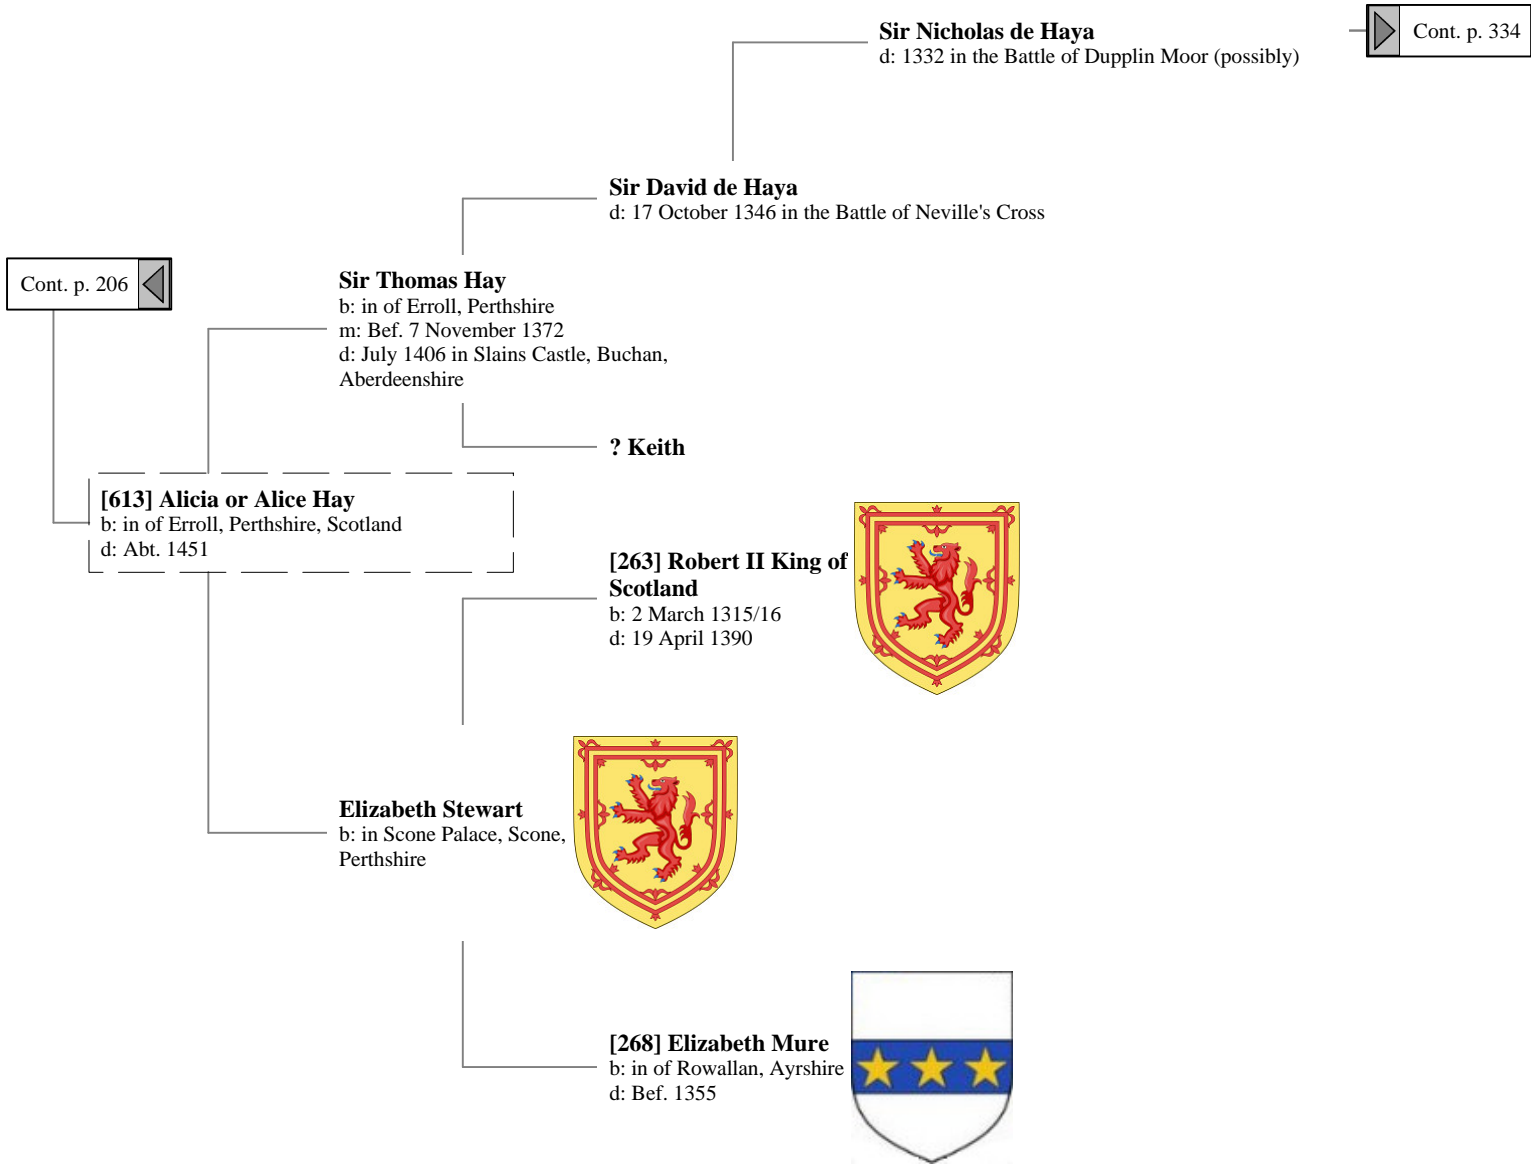 Sir Nicholas de Haya
d: 1332 in the Battle of Dupplin Moor (possibly)
Cont. p. 334
Sir David de Haya
d: 17 October 1346 in the Battle of Neville's Cross
Cont. p. 206
Sir Thomas Hay
b: in of Erroll, Perthshire
m: Bef. 7 November 1372
d: July 1406 in Slains Castle, Buchan,
Aberdeenshire
? Keith
[613] Alicia or Alice Hay
b: in of Erroll, Perthshire, Scotland
d: Abt. 1451
[263] Robert II King of
Scotland
b: 2 March 1315/16
d: 19 April 1390
Elizabeth Stewart
b: in Scone Palace, Scone,
Perthshire
[268] Elizabeth Mure
b: in of Rowallan, Ayrshire
d: Bef. 1355